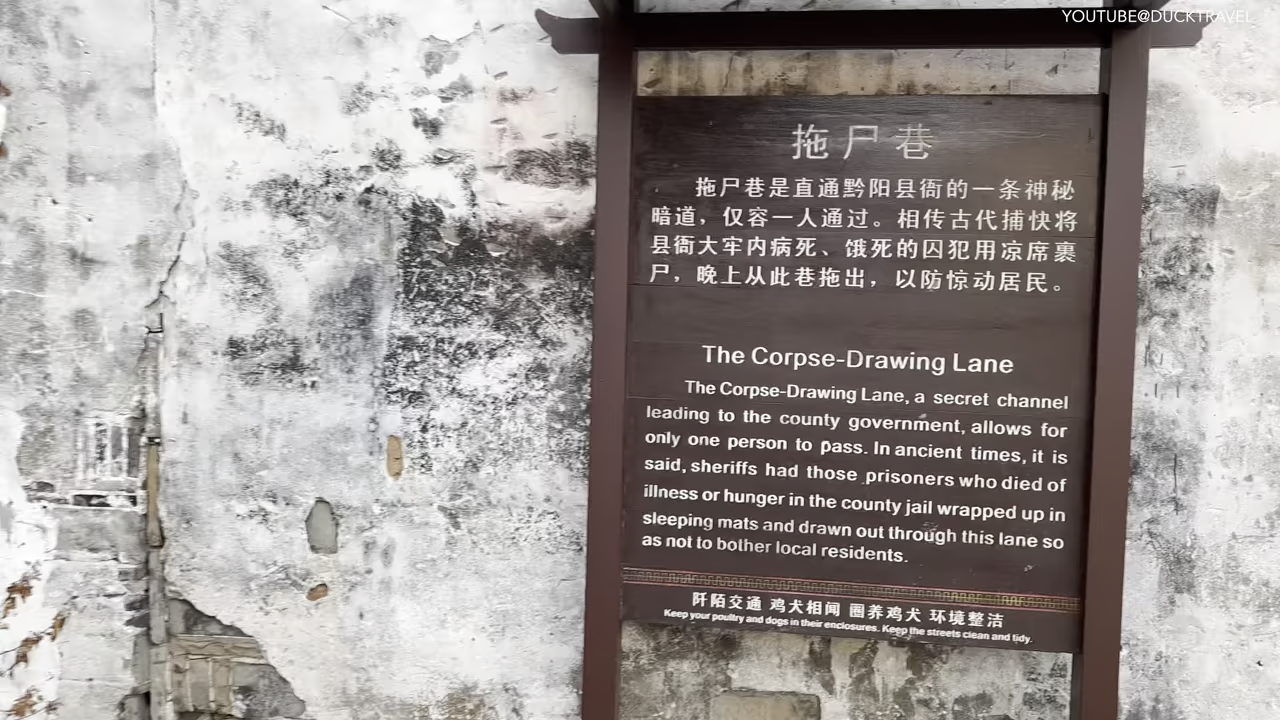 YOUTUBE@DUCKTRAVEL
拖尸巷
拖尸巷是直通黔阳县衙的一条神秘
暗道，仅容一人通过。相传古代捕快将
县衙大牢内病死、饿死的囚犯用凉席裹
尸，晚上从此巷拖出，以防惊动居民。
The Corpse-Drawing Lane
The Corpse-Drawing Lane, a secret channel
leading to the county government, allows for
only one person to pass. In ancient times, it is
said, sheriffs had those prisoners who died of
illness or hunger in the county jail wrapped up in
sleeping mats and drawn out through this lane so
as not to bother local residents.
阡陌交通 鸡犬相闻 圈养鸡犬 环境整洁
Keep your poultry and dogs in their enclosures. Keep the streets clean and tidy.